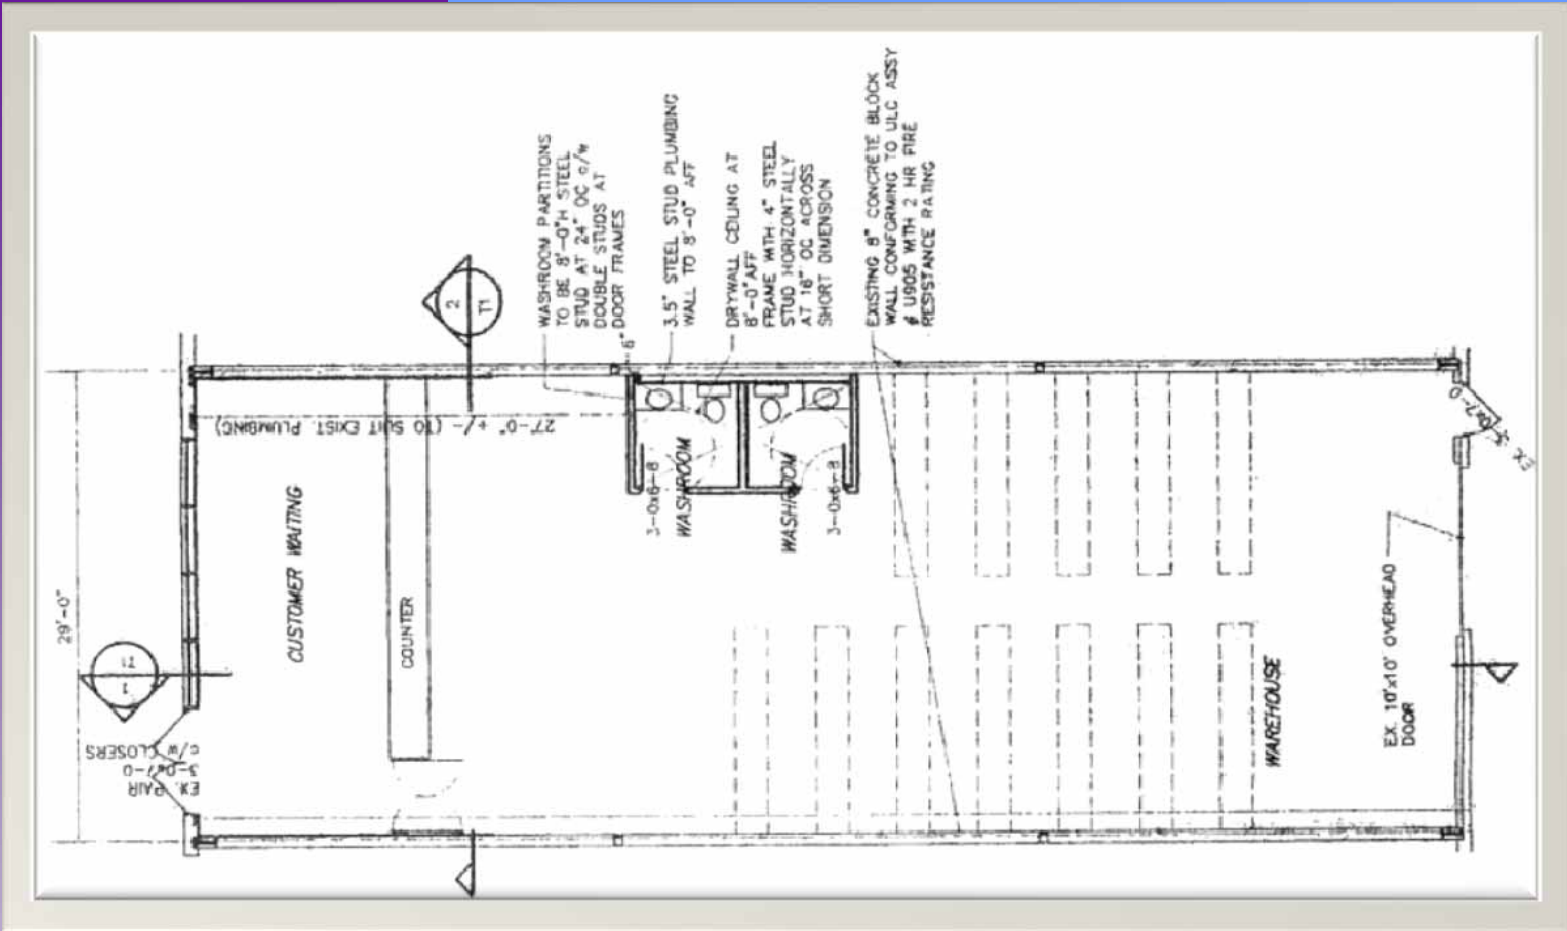 WASHROOM PARTITIONS
TO BE 8'-0"H STEEL
STUD AT 24" OC c/w
DOUBLE STUDS AT
DOOR FRAMES
3.5" STEEL STUD PLUMBING
WALL TO 8'-0" AFF
DRYWALL CEILING AT
8'-0" AFF
FRAME WITH 4" STEEL
STUD HORIZONTALLY
AT 16" OC ACROSS
SHORT DIMENSION
EXISTING 8" CONCRETE BLOCK
WALL CONFORMING TO ULC ASSY
# U905 WITH 2 HR FIRE
RESISTANCE RATING
2
T1
6"
27'-0" +/- (TO SUIT EXIST. PLUMBING)
29'-0"
1
T1
EX. PAIR
3-0x7-0
c/w CLOSERS
CUSTOMER WAITING
COUNTER
3-0x6-8
WASHROOM
WASHROOM
3-0x6-8
WAREHOUSE
EX. 10'x10' OVERHEAD
DOOR
EX.